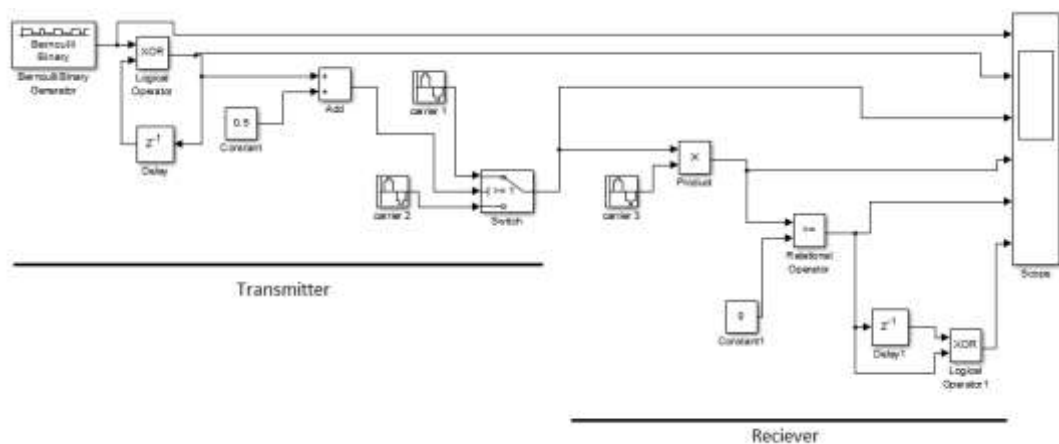 Bernoulli
Binary
Bernoulli Binary
Generator
XOR
Logical
Operator
Z-1
Delay
0.5
Constant
+
+
Add
carrier 1
carrier 2
>= 1
Switch
Transmitter
carrier 3
X
Product
>=
Relational
Operator
0
Constant1
Z-1
Delay1
XOR
Logical
Operator1
Scope
Reciever